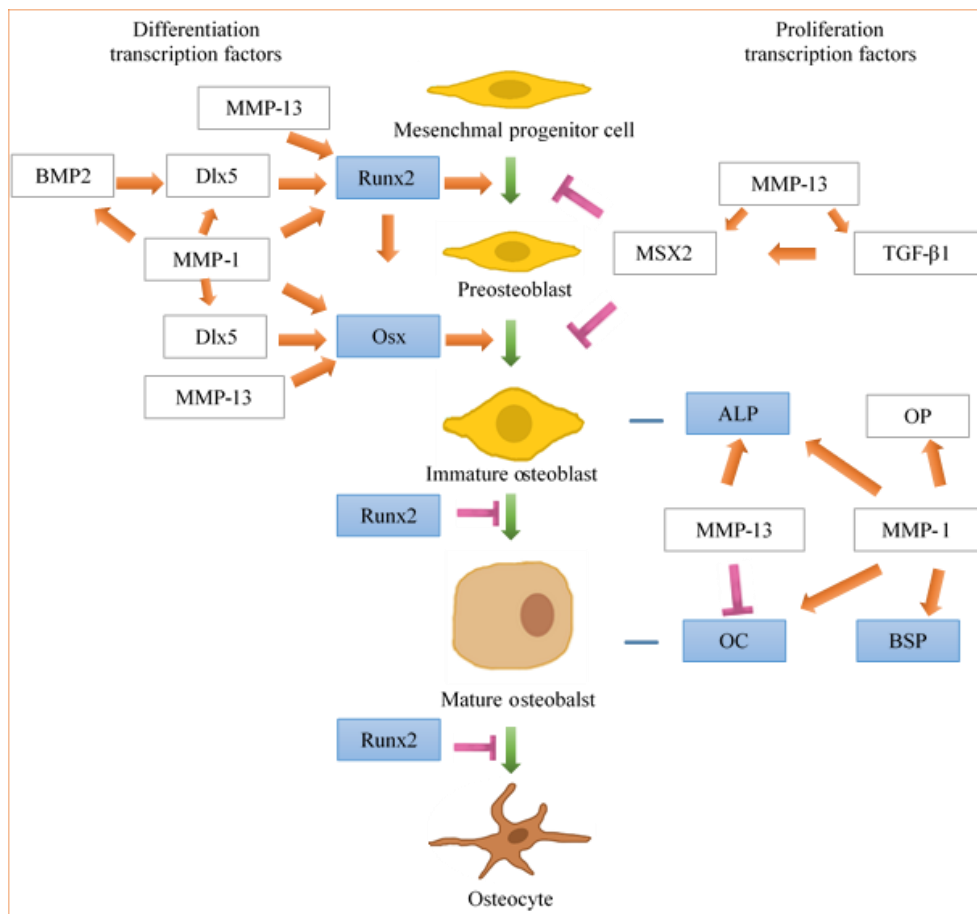 Differentiation
transcription factors
Proliferation
transcription factors
MMP-13
Mesenchmal progenitor cell
BMP2
Dlx5
Runx2
MMP-13
MMP-1
MSX2
TGF-β1
Preosteoblast
Dlx5
Osx
MMP-13
ALP
OP
Immature osteoblast
Runx2
MMP-13
MMP-1
OC
BSP
Mature osteobalst
Runx2
Osteocyte